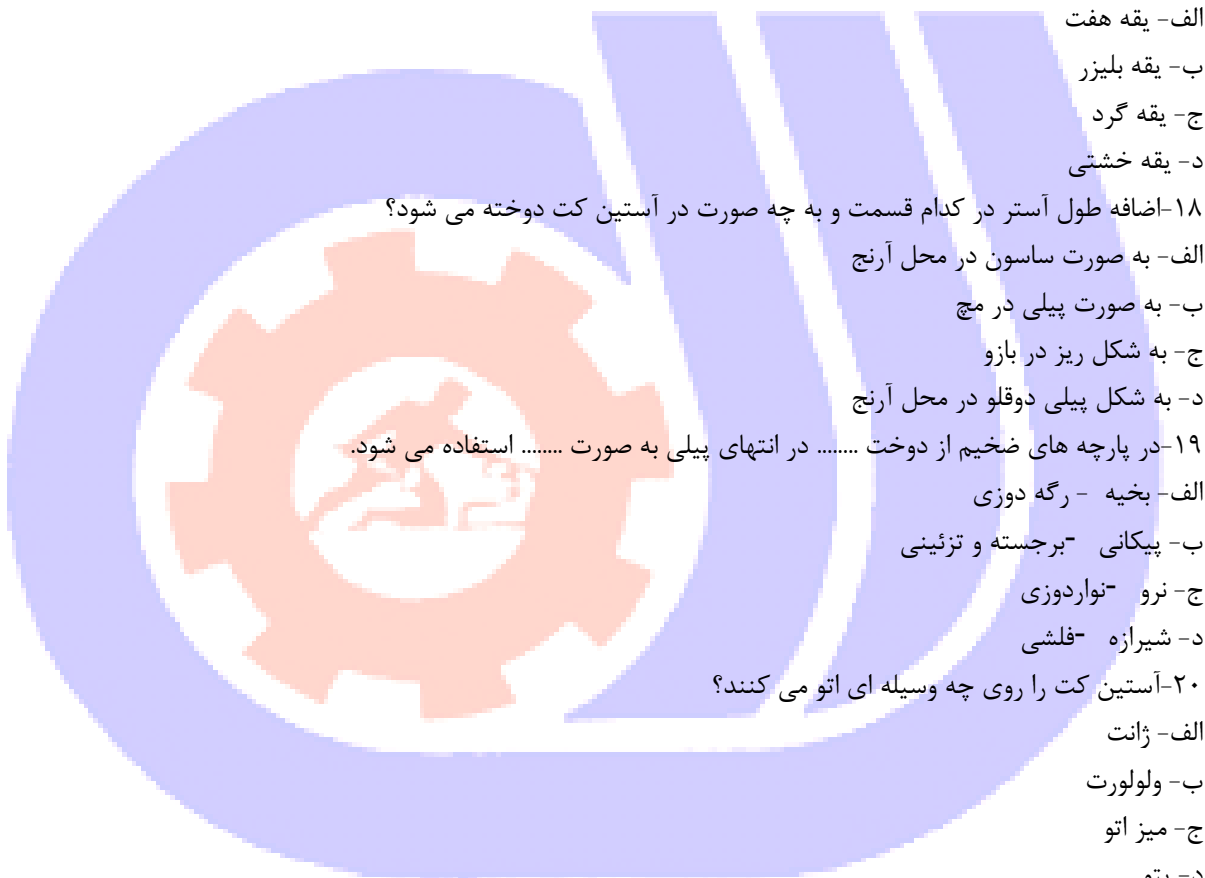 الف- یقه هفت
ب- یقه بلیزر
ج- یقه گرد
د- یقه خشتی
۱۸-اضافه طول آستر در کدام قسمت و به چه صورت در آستین کت دوخته می شود؟
الف- به صورت ساسون در محل آرنج
ب- به صورت پیلی در مچ
ج- به شکل ریز در بازو
د- به شکل پیلی دوقلو در محل آرنج
۱۹-در پارچه های ضخیم از دوخت ........ در انتهای پیلی به صورت ........ استفاده می شود.
الف- بخیه - رگه دوزی
ب- پیکانی -برجسته و تزئینی
ج- نرو -نواردوزی
د- شیرازه -فلشی
۲۰-آستین کت را روی چه وسیله ای اتو می کنند؟
الف- ژانت
ب- ولولورت
ج- میز اتو